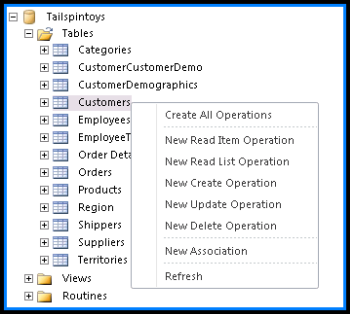 Tailspintoys
Tables
Categories
CustomerCustomerDemo
CustomerDemographics
Customers
Create All Operations
Employees
New Read Item Operation
EmployeeT
New Read List Operation
Order Deta
New Create Operation
Orders
Products
New Update Operation
Region
New Delete Operation
Shippers
Suppliers
New Association
Territories
Views
Refresh
Routines